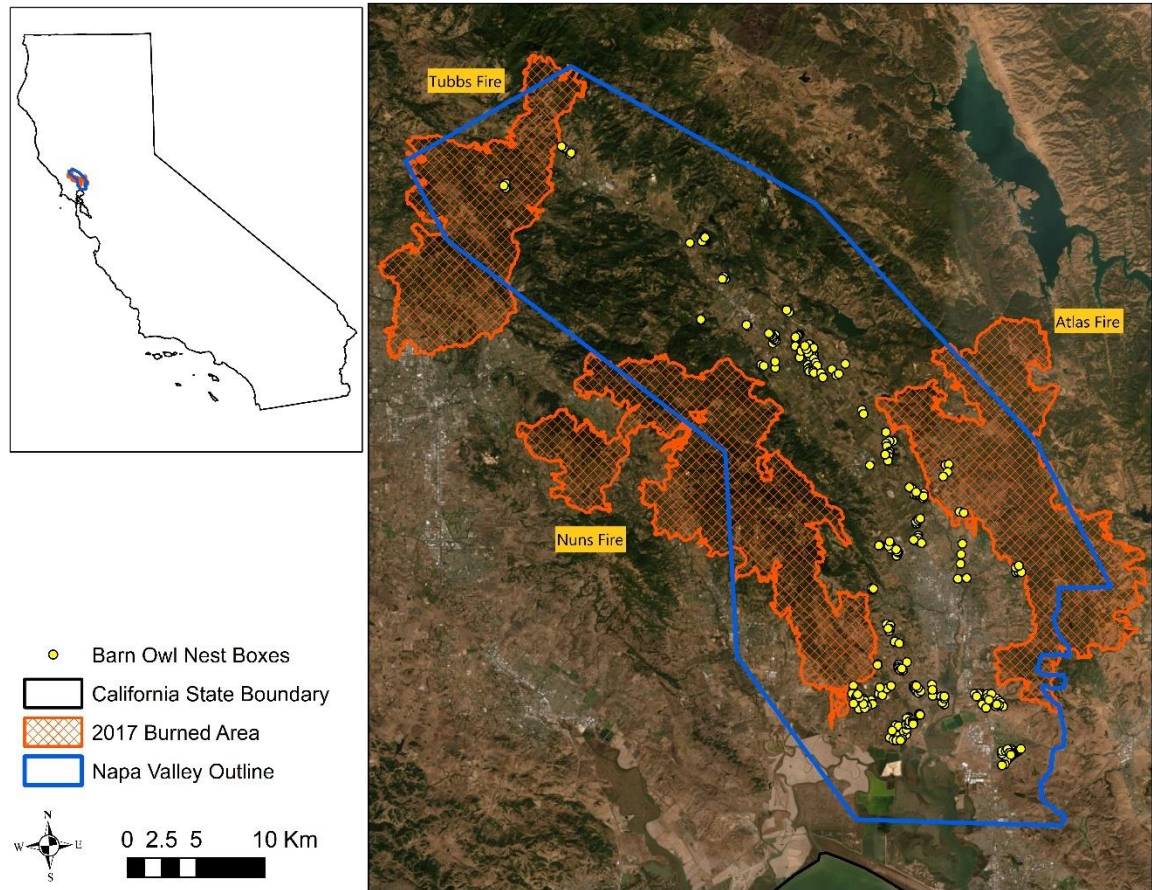 Tubbs Fire
Atlas Fire
Nuns Fire
Barn Owl Nest Boxes
California State Boundary
2017 Burned Area
Napa Valley Outline
N
W E
S
0 2.5 5 10 Km